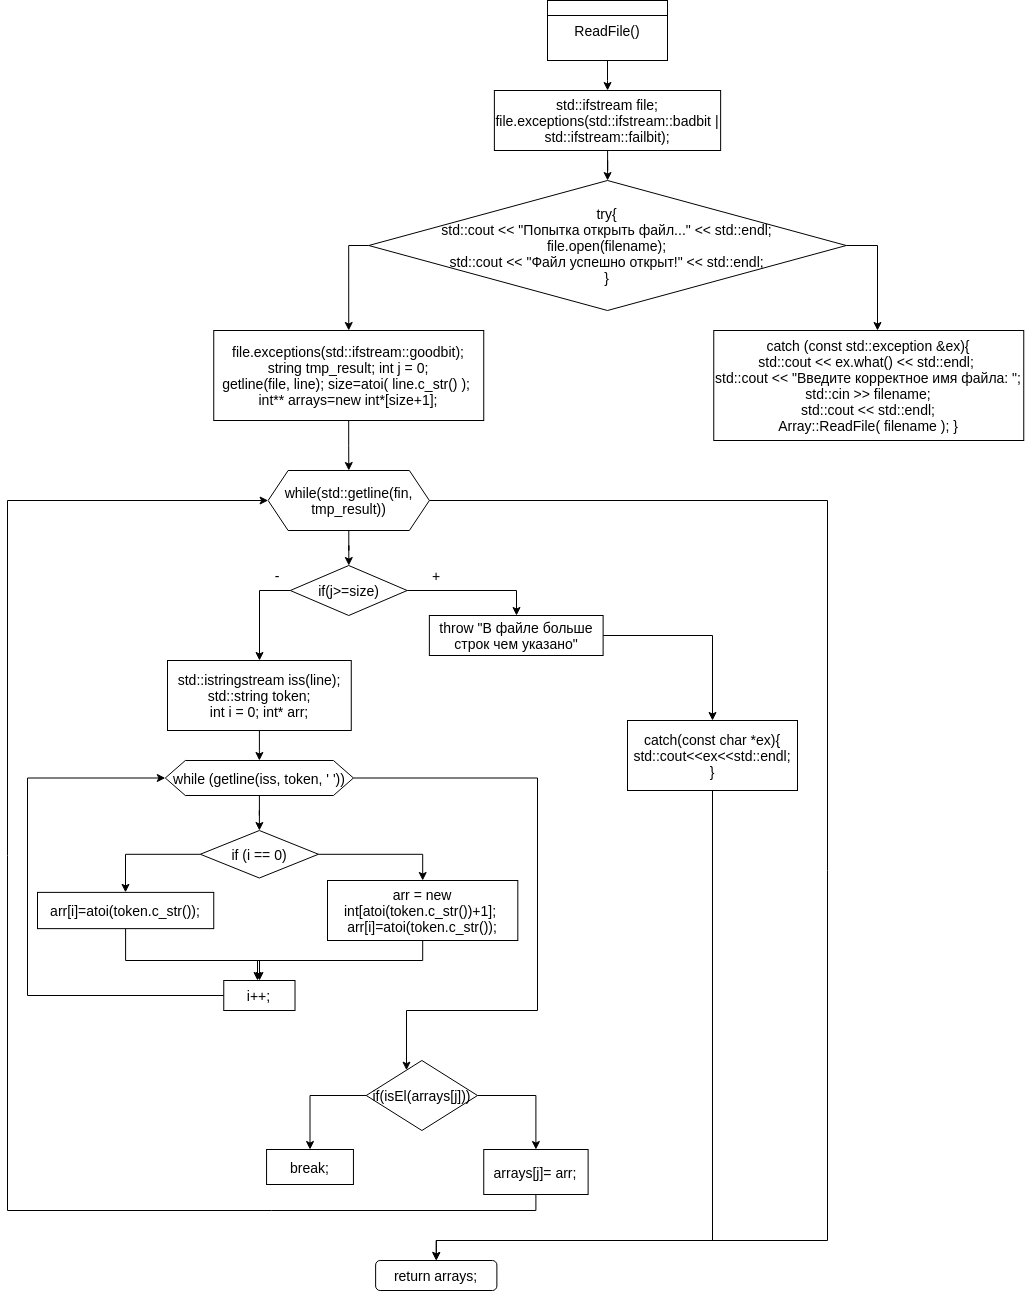 ReadFile()
std::ifstream file;
file.exceptions(std::ifstream::badbit |
std::ifstream::failbit);
try{
std::cout << "Попытка открыть файл..." << std::endl;
file.open(filename);
std::cout << "Файл успешно открыт!" << std::endl;
}
file.exceptions(std::ifstream::goodbit);
string tmp_result; int j = 0;
getline(file, line); size=atoi( line.c_str() );
int** arrays=new int*[size+1];
catch (const std::exception &ex){
std::cout << ex.what() << std::endl;
std::cout << "Введите корректное имя файла: ";
std::cin >> filename;
std::cout << std::endl;
Array::ReadFile( filename ); }
while(std::getline(fin,
tmp_result))
-
+
if(j>=size)
throw "В файле больше
строк чем указано"
std::istringstream iss(line);
std::string token;
int i = 0; int* arr;
catch(const char *ex){
std::cout<<ex<<std::endl;
}
while (getline(iss, token, ' '))
if (i == 0)
arr[i]=atoi(token.c_str());
arr = new
int[atoi(token.c_str())+1];
arr[i]=atoi(token.c_str());
i++;
if(isEl(arrays[j]))
break;
arrays[j]= arr;
return arrays;